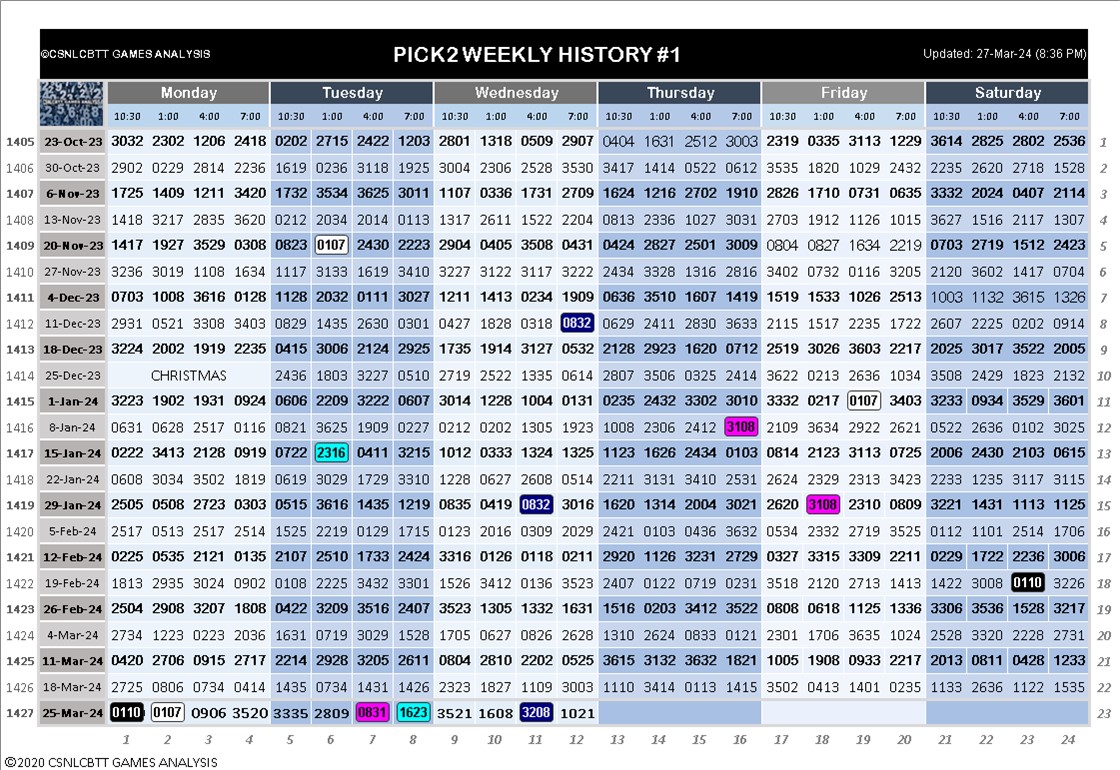 ©CSNLCBTT GAMES ANALYSIS PICK2 WEEKLY HISTORY #1 Updated: 27-Mar-24 (8:36 PM)
Monday Tuesday Wednesday Thursday Friday Saturday
10:30 1:00 4:00 7:00 10:30 1:00 4:00 8:00 10:30 1:00 4:00 7:00 10:30 1:00 4:00 7:00 10:30 1:00 4:00 7:00 10:30 1:00 4:00 7:00
1405 23-Oct-23 3032 2302 1206 2418 0202 2715 2422 1203 2801 1318 0509 2907 0404 1631 2512 3003 2319 0335 3113 1229 3614 2825 2802 2536 1
1406 30-Oct-23 2902 0229 2814 2236 1619 0236 3118 1925 3004 2306 2528 3530 3417 1414 0522 0612 3535 1820 1029 2432 2235 2620 2718 1528 2
1407 6-Nov-23 1725 1409 1211 3420 1732 3534 3625 3011 1107 0336 1731 2709 1624 1216 2702 1910 2826 1710 0731 0635 3332 2024 0407 2114 3
1408 13-Nov-23 1418 3217 2835 3620 0212 2034 2014 0113 1317 2611 1522 2204 0813 2336 1027 3031 2703 1912 1126 1015 3627 1516 2117 1307 4
1409 20-Nov-23 1417 1927 3529 0308 0823 0107 2430 2223 2904 0405 3508 0431 0424 2827 2501 3009 0804 0827 1634 2219 0703 2719 1512 2423 5
1410 27-Nov-23 3236 3019 1108 1634 1117 3133 1619 3410 3227 3122 3117 3222 2434 3328 1316 2816 3402 0732 0116 3205 2120 3602 1417 0704 6
1411 4-Dec-23 0703 1008 3616 0128 1128 2032 0111 3027 1211 1413 0234 1909 0636 3510 1607 1419 1519 1533 1026 2513 1003 1132 3615 1326 7
1412 11-Dec-23 2931 0521 3308 3403 0829 1435 2630 0301 0427 1828 0318 0832 0629 2411 2830 3633 2115 1517 2235 1722 2607 2225 0202 0914 8
1413 18-Dec-23 3224 2002 1919 2235 0415 3006 2124 2925 1735 1914 3127 0532 2128 2923 1620 0712 2519 3026 3603 2217 2025 3017 3522 2005 9
1414 25-Dec-23 CHRISTMAS 2436 1803 3227 0510 2719 2522 1335 0614 2807 3506 0325 2414 3622 0213 2636 1034 3508 2429 1823 2132 10
1415 1-Jan-24 3223 1902 1931 0924 0606 2209 3222 0607 3014 1228 1004 0131 0235 2432 3302 3010 3332 0217 0107 3403 3233 0934 3529 3601 11
1416 8-Jan-24 0631 0628 2517 0116 0821 3625 1909 0227 0212 0202 1305 1923 1008 2306 2412 3108 2109 3634 2922 2621 0522 2636 0102 3025 12
1417 15-Jan-24 0222 3413 2128 0919 0722 2316 0411 3215 1012 0333 1324 1325 1123 1626 2434 0103 0814 2123 3113 0725 2006 2430 2103 0615 13
1418 22-Jan-24 0608 3034 3502 1819 0619 3029 1729 3310 1228 0627 2608 0514 2211 3131 3410 2531 2624 2329 2313 3423 2233 1235 3117 3115 14
1419 29-Jan-24 2505 0508 2723 0303 0515 3616 1435 1219 0835 0419 0832 3016 1620 1314 2004 3021 2620 3108 2310 0809 3221 1431 1113 1125 15
1420 5-Feb-24 2517 0513 2517 2514 1525 2219 0129 1715 0123 2016 0309 2029 2421 0103 0436 3632 0534 2332 2719 3525 0112 1101 2514 1706 16
1421 12-Feb-24 0225 0535 2121 0135 2107 2510 1733 2424 3316 0126 0118 0211 2920 1126 3231 2729 0327 3315 3309 2211 0229 1722 2236 3006 17
1422 19-Feb-24 1813 2935 3024 0902 0108 2225 3432 3301 1526 3412 0136 3523 2407 0122 0719 0231 3518 2120 2713 1413 1422 3008 0110 3226 18
1423 26-Feb-24 2504 2908 3207 1808 0422 3209 3516 2407 3523 1305 1332 1631 1516 0203 3412 3522 0808 0618 1125 1336 3306 3536 1528 3217 19
1424 4-Mar-24 2734 1223 0223 2036 1631 0719 3029 1528 1705 0627 0826 2628 1310 2624 0833 0121 2301 1706 3635 1024 2528 3320 2228 2731 20
1425 11-Mar-24 0420 2706 0915 2717 2214 2928 3205 2611 0804 2810 2202 0525 3615 3132 3632 1821 1005 1908 0933 2217 2013 0811 0428 1233 21
1426 18-Mar-24 2725 0806 0734 0414 1435 0734 1431 1426 2323 1827 1109 3003 1110 3414 0113 1415 3502 0413 1401 0235 1133 2636 1122 1535 22
1427 25-Mar-24 0110 0107 0906 3520 3335 2809 0831 1623 3521 1608 3208 1021 23
1 2 3 4 5 6 7 8 9 10 11 12 13 14 15 16 17 18 19 20 21 22 23 24
©2020 CSNLCBTT GAMES ANALYSIS